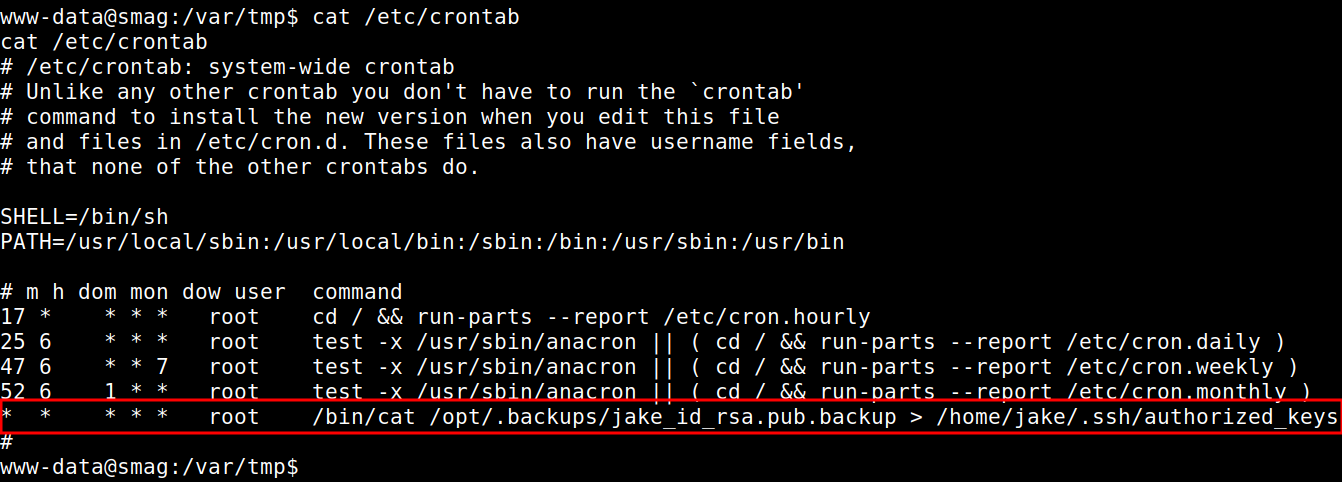 www-data@smag:/var/tmp$ cat /etc/crontab
cat /etc/crontab
# /etc/crontab: system-wide crontab
# Unlike any other crontab you don't have to run the `crontab'
# command to install the new version when you edit this file
# and files in /etc/cron.d. These files also have username fields,
# that none of the other crontabs do.
SHELL=/bin/sh
PATH=/usr/local/sbin:/usr/local/bin:/sbin:/bin:/usr/sbin:/usr/bin
# m h dom mon dow user  command
17 *    * * *   root    cd / && run-parts --report /etc/cron.hourly
25 6    * * *   root    test -x /usr/sbin/anacron || ( cd / && run-parts --report /etc/cron.daily )
47 6    * * 7   root    test -x /usr/sbin/anacron || ( cd / && run-parts --report /etc/cron.weekly )
52 6    1 * *   root    test -x /usr/sbin/anacron || ( cd / && run-parts --report /etc/cron.monthly )
*  *    * * *   root    /bin/cat /opt/.backups/jake_id_rsa.pub.backup > /home/jake/.ssh/authorized_keys
#
www-data@smag:/var/tmp$